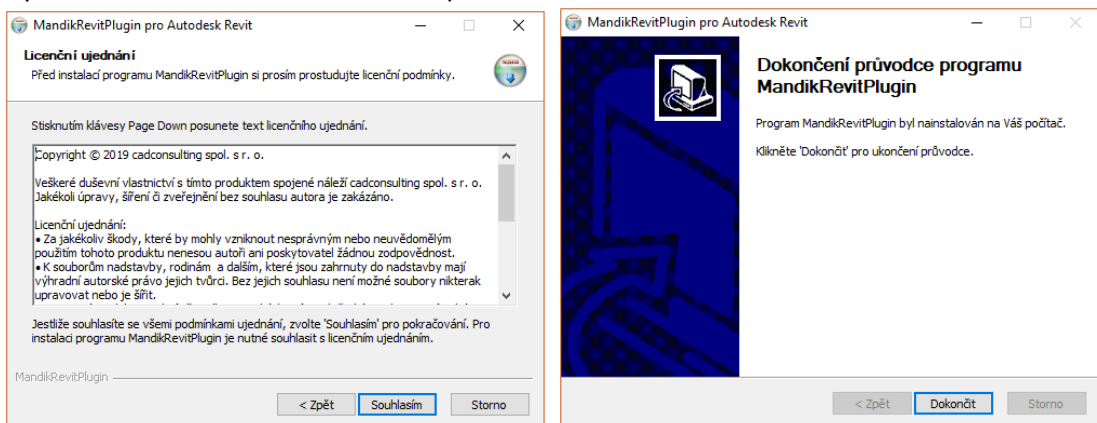 MandikRevitPlugin pro Autodesk Revit
Licenční ujednání
Před instalací programu MandikRevitPlugin si prosím prostudujte licenční podmínky.
Stisknutím klávesy Page Down posunete text licenčního ujednání.
Copyright © 2019 cadconsulting spol. s r. o.
Veškeré duševní vlastnictví s tímto produktem spojené náleží cadconsulting spol. s r. o.
Jakékoli úpravy, šíření či zveřejnění bez souhlasu autora je zakázáno.
Licenční ujednání:
• Za jakékoliv škody, které by mohly vzniknout nesprávným nebo neuvědomělým
použitím tohoto produktu nenesou autoři ani poskytovatel žádnou zodpovědnost.
• K souborům nadstavby, rodinám a dalším, které jsou zahrnuty do nadstavby mají
výhradní autorské právo jejich tvůrci. Bez jejich souhlasu není možné soubory nikterak
upravovat nebo je šířit.
Jestliže souhlasíte se všemi podmínkami ujednání, zvolte 'Souhlasím' pro pokračování. Pro
instalaci programu MandikRevitPlugin je nutné souhlasit s licenčním ujednáním.
MandikRevitPlugin
< Zpět
Souhlasím
Storno
MandikRevitPlugin pro Autodesk Revit
Dokončení průvodce programu
MandikRevitPlugin
Program MandikRevitPlugin byl nainstalován na Váš počítač.
Klikněte 'Dokončit' pro ukončení průvodce.
< Zpět
Dokončit
Storno